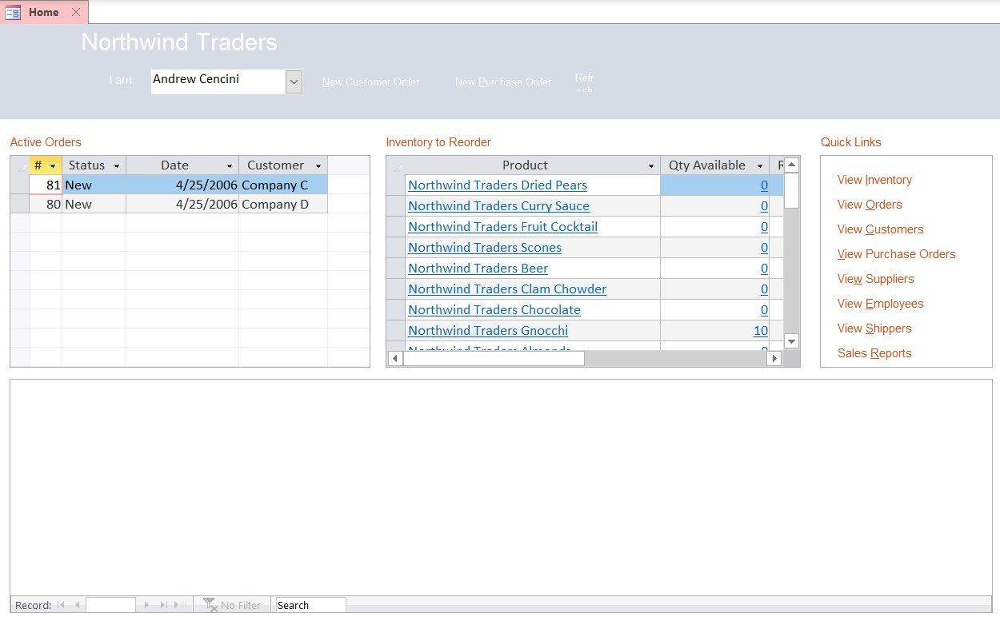 Home
Northwind Traders
I am:
Andrew Cencini
New Customer Order
New Purchase Order
Refr
esh
Active Orders
# Status Date Customer
81 New 4/25/2006 Company C
80 New 4/25/2006 Company D
Inventory to Reorder
Product Qty Available
Northwind Traders Dried Pears 0
Northwind Traders Curry Sauce 0
Northwind Traders Fruit Cocktail 0
Northwind Traders Scones 0
Northwind Traders Beer 0
Northwind Traders Clam Chowder 0
Northwind Traders Chocolate 0
Northwind Traders Gnocchi 10
Northwind Traders Almonds 0
Quick Links
View Inventory
View Orders
View Customers
View Purchase Orders
View Suppliers
View Employees
View Shippers
Sales Reports
Record: No Filter Search